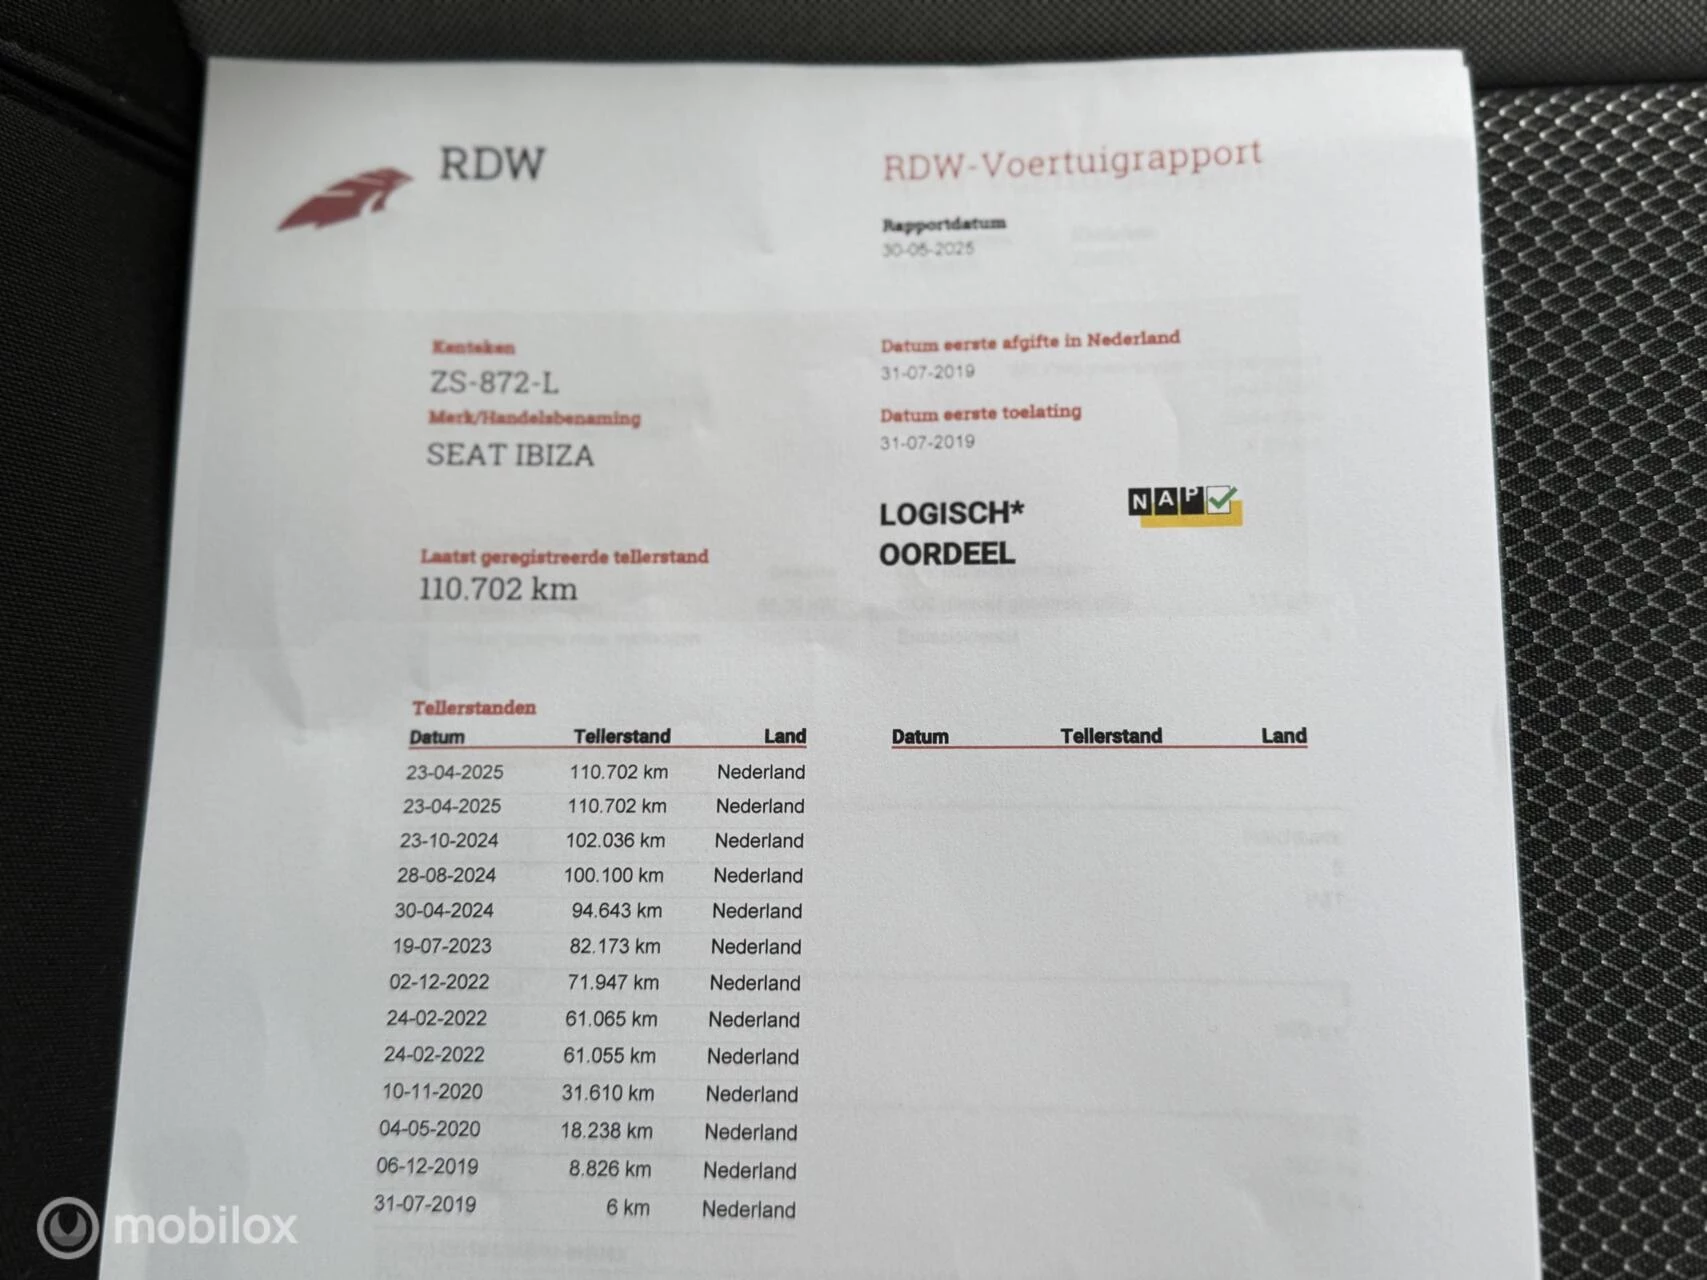 RDW
RDW-Voertuigrapport
Rapportdatum
30-05-2025
Kenteken
ZS-872-L
Merk/Handelsbenaming
SEAT IBIZA
Datum eerste afgifte in Nederland
31-07-2019
Datum eerste toelating
31-07-2019
LOGISCH*
OORDEEL
NAP
Laatst geregistreerde tellerstand
110.702 km
Tellerstanden
Datum Tellerstand Land Datum Tellerstand Land
23-04-2025 110.702 km Nederland
23-04-2025 110.702 km Nederland
23-10-2024 102.036 km Nederland
28-08-2024 100.100 km Nederland
30-04-2024 94.643 km Nederland
19-07-2023 82.173 km Nederland
02-12-2022 71.947 km Nederland
24-02-2022 61.065 km Nederland
24-02-2022 61.055 km Nederland
10-11-2020 31.610 km Nederland
04-05-2020 18.238 km Nederland
06-12-2019 8.826 km Nederland
31-07-2019 6 km Nederland
mobilox